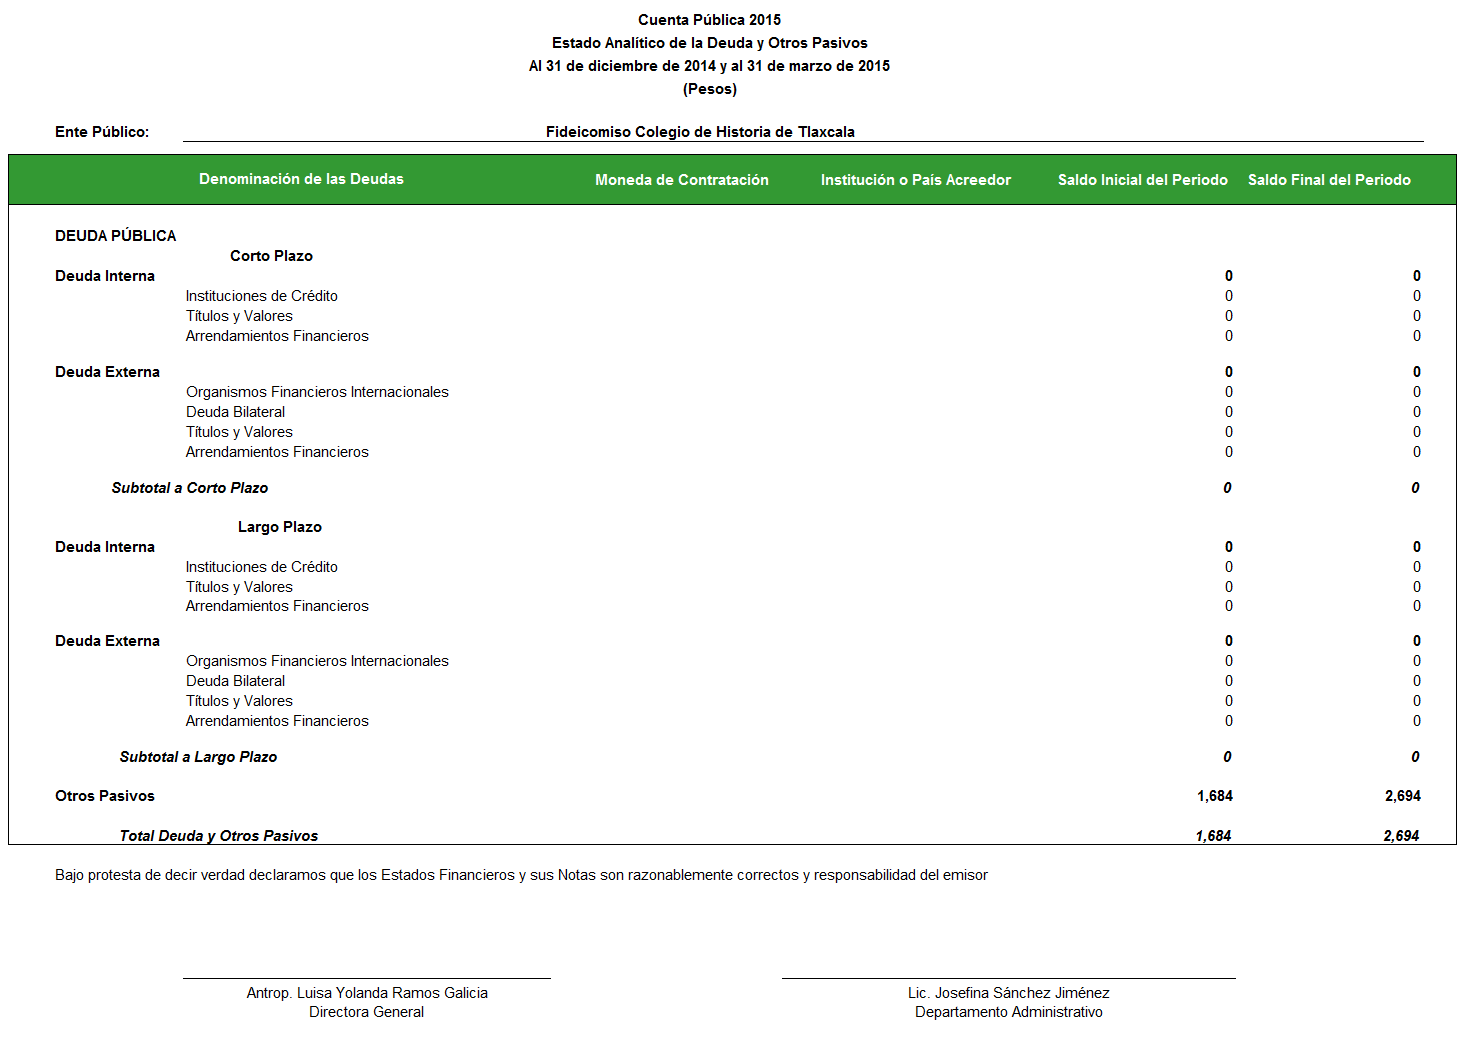 Cuenta Pública 2015
Estado Analítico de la Deuda y Otros Pasivos
Al 31 de diciembre de 2014 y al 31 de marzo de 2015
(Pesos)
Ente Público: Fideicomiso Colegio de Historia de Tlaxcala
Denominación de las Deudas Moneda de Contratación Institución o País Acreedor Saldo Inicial del Periodo Saldo Final del Periodo
DEUDA PÚBLICA
Corto Plazo
Deuda Interna 0 0
Instituciones de Crédito 0 0
Títulos y Valores 0 0
Arrendamientos Financieros 0 0
Deuda Externa 0 0
Organismos Financieros Internacionales 0 0
Deuda Bilateral 0 0
Títulos y Valores 0 0
Arrendamientos Financieros 0 0
Subtotal a Corto Plazo 0 0
Largo Plazo
Deuda Interna 0 0
Instituciones de Crédito 0 0
Títulos y Valores 0 0
Arrendamientos Financieros 0 0
Deuda Externa 0 0
Organismos Financieros Internacionales 0 0
Deuda Bilateral 0 0
Títulos y Valores 0 0
Arrendamientos Financieros 0 0
Subtotal a Largo Plazo 0 0
Otros Pasivos 1,684 2,694
Total Deuda y Otros Pasivos 1,684 2,694
Bajo protesta de decir verdad declaramos que los Estados Financieros y sus Notas son razonablemente correctos y responsabilidad del emisor
Antrop. Luisa Yolanda Ramos Galicia Lic. Josefina Sánchez Jiménez
Directora General Departamento Administrativo